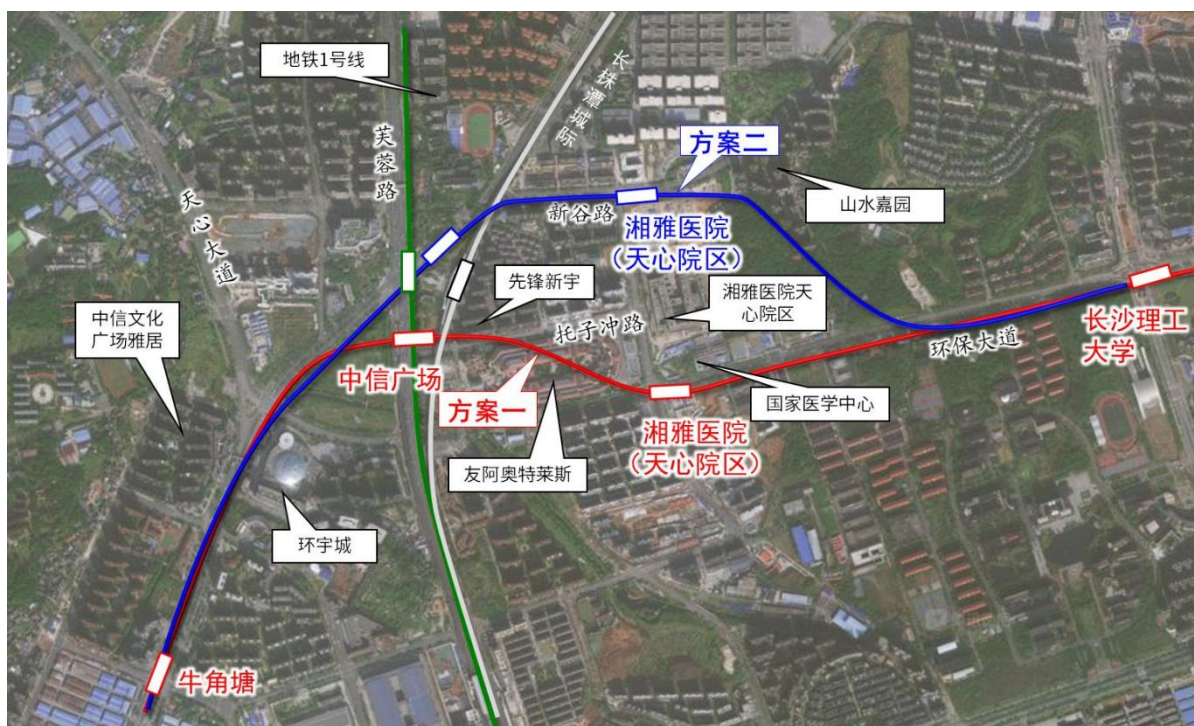 地铁1号线
长株潭城际
芙蓉路
方案二
天心大道
新谷路
山水嘉园
湘雅医院
（天心院区）
先锋新宇
湘雅医院天
心院区
中信文化
广场雅居
托子冲路
长沙理工
大学
环保大道
中信广场
方案一
国家医学中心
湘雅医院
（天心院区）
友阿奥特莱斯
环宇城
牛角塘